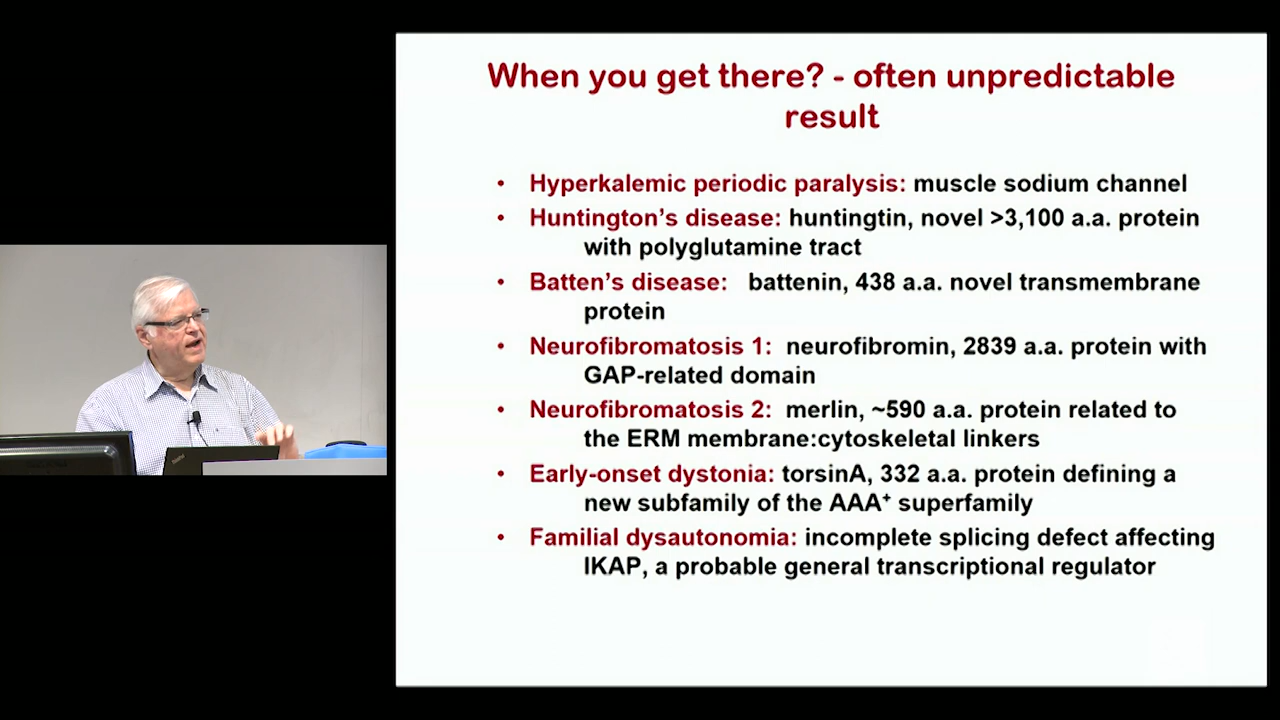 When you get there? - often unpredictable
result
• Hyperkalemic periodic paralysis: muscle sodium channel
• Huntington's disease: huntingtin, novel >3,100 a.a. protein
with polyglutamine tract
• Batten's disease: battenin, 438 a.a. novel transmembrane
protein
• Neurofibromatosis 1: neurofibromin, 2839 a.a. protein with
GAP-related domain
• Neurofibromatosis 2: merlin, ~590 a.a. protein related to
the ERM membrane:cytoskeletal linkers
• Early-onset dystonia: torsinA, 332 a.a. protein defining a
new subfamily of the AAA⁺ superfamily
• Familial dysautonomia: incomplete splicing defect affecting
IKAP, a probable general transcriptional regulator